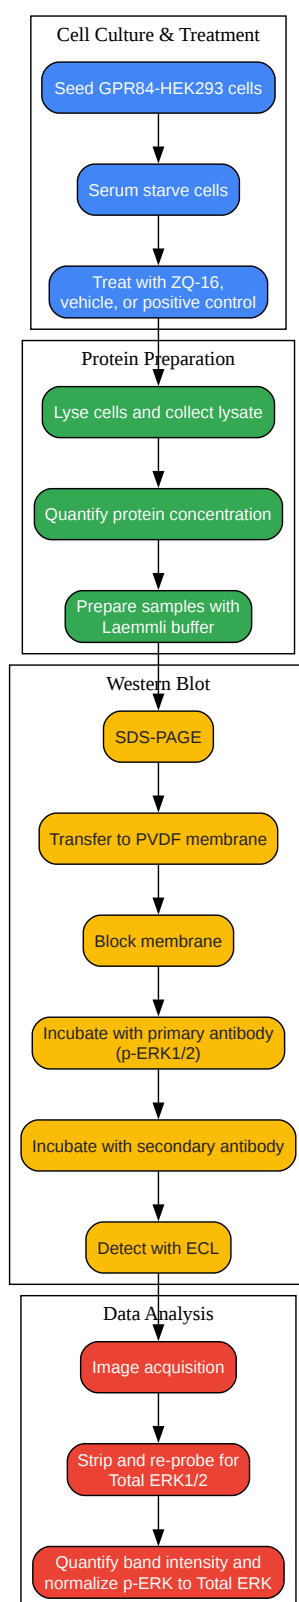 Cell Culture & Treatment
Seed GPR84-HEK293 cells
Serum starve cells
Treat with ZQ-16,
vehicle, or positive control
Protein Preparation
Lyse cells and collect lysate
Quantify protein concentration
Prepare samples with
Laemmli buffer
Western Blot
SDS-PAGE
Transfer to PVDF membrane
Block membrane
Incubate with primary antibody
(p-ERK1/2)
Incubate with secondary antibody
Detect with ECL
Data Analysis
Image acquisition
Strip and re-probe for
Total ERK1/2
Quantify band intensity and
normalize p-ERK to Total ERK